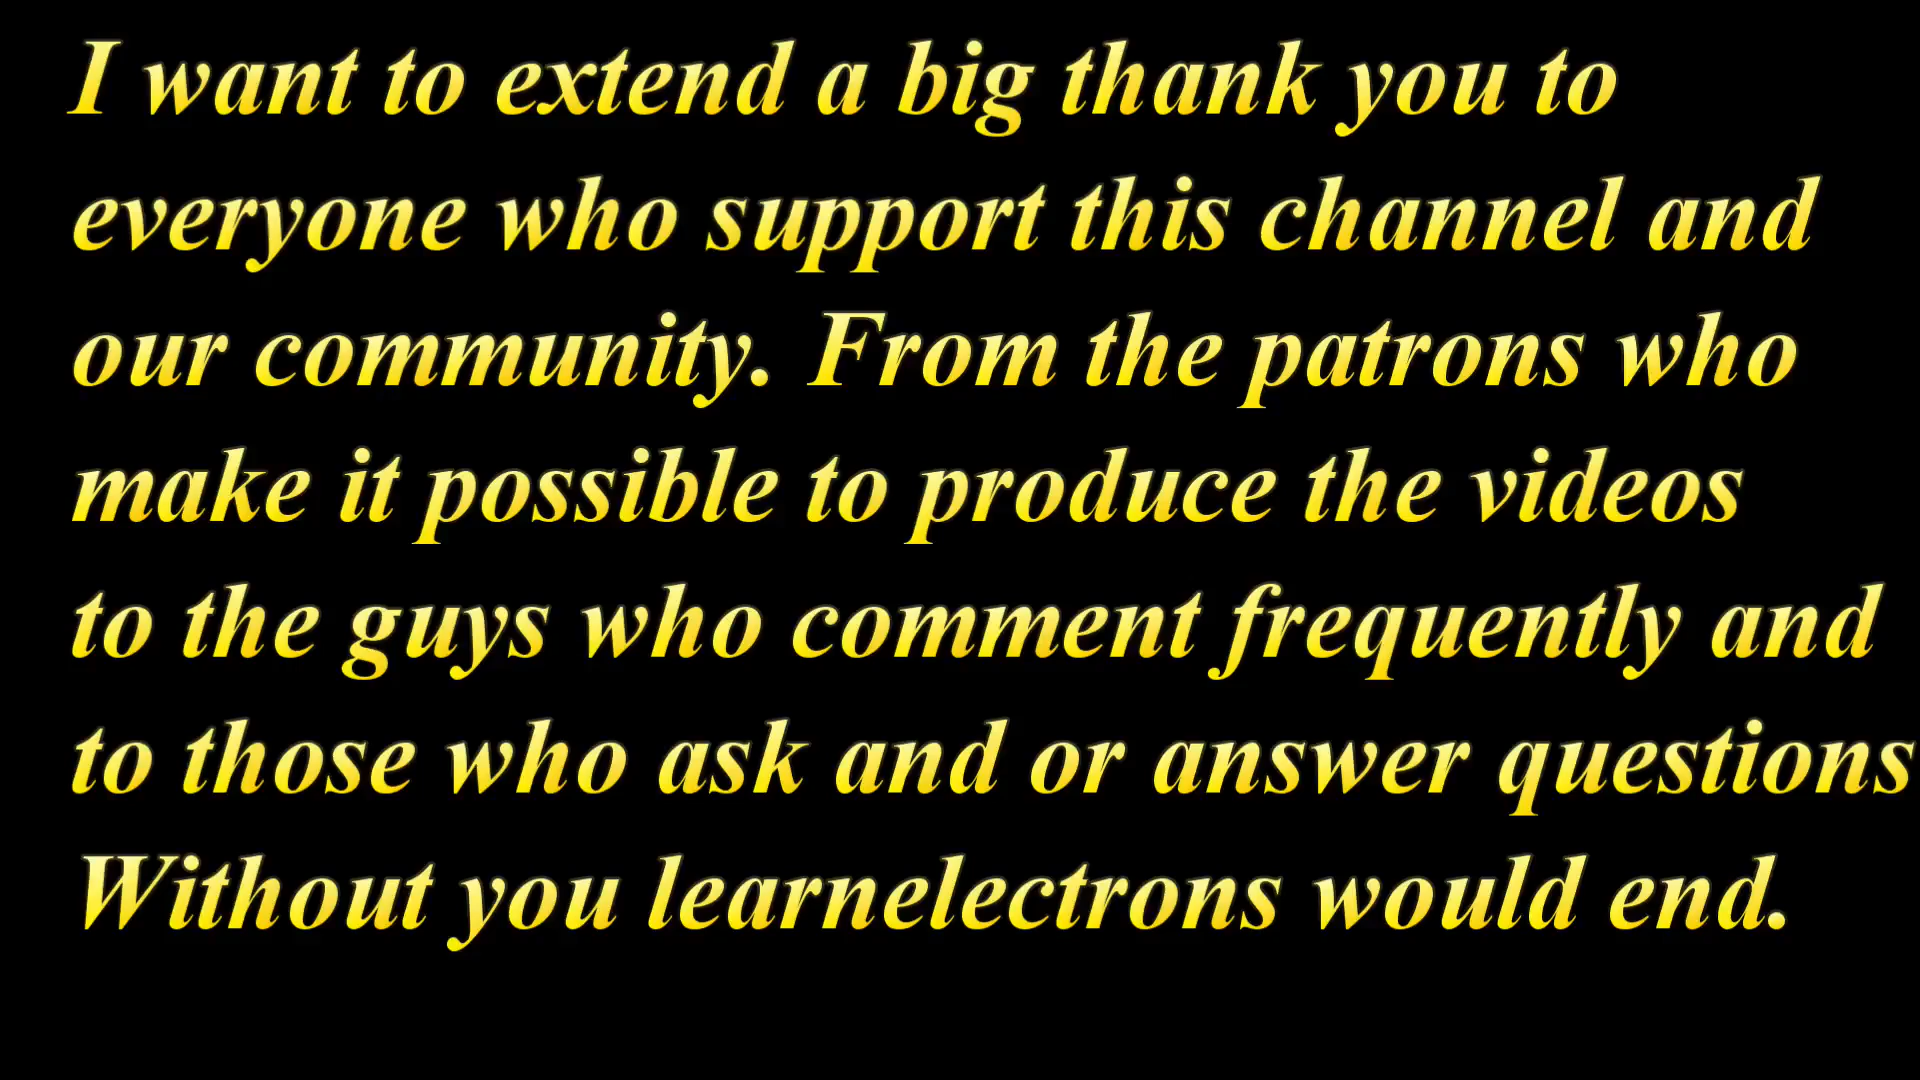 I want to extend a big thank you to
everyone who support this channel and
our community. From the patrons who
make it possible to produce the videos
to the guys who comment frequently and
to those who ask and or answer questions
Without you learnelectrons would end.